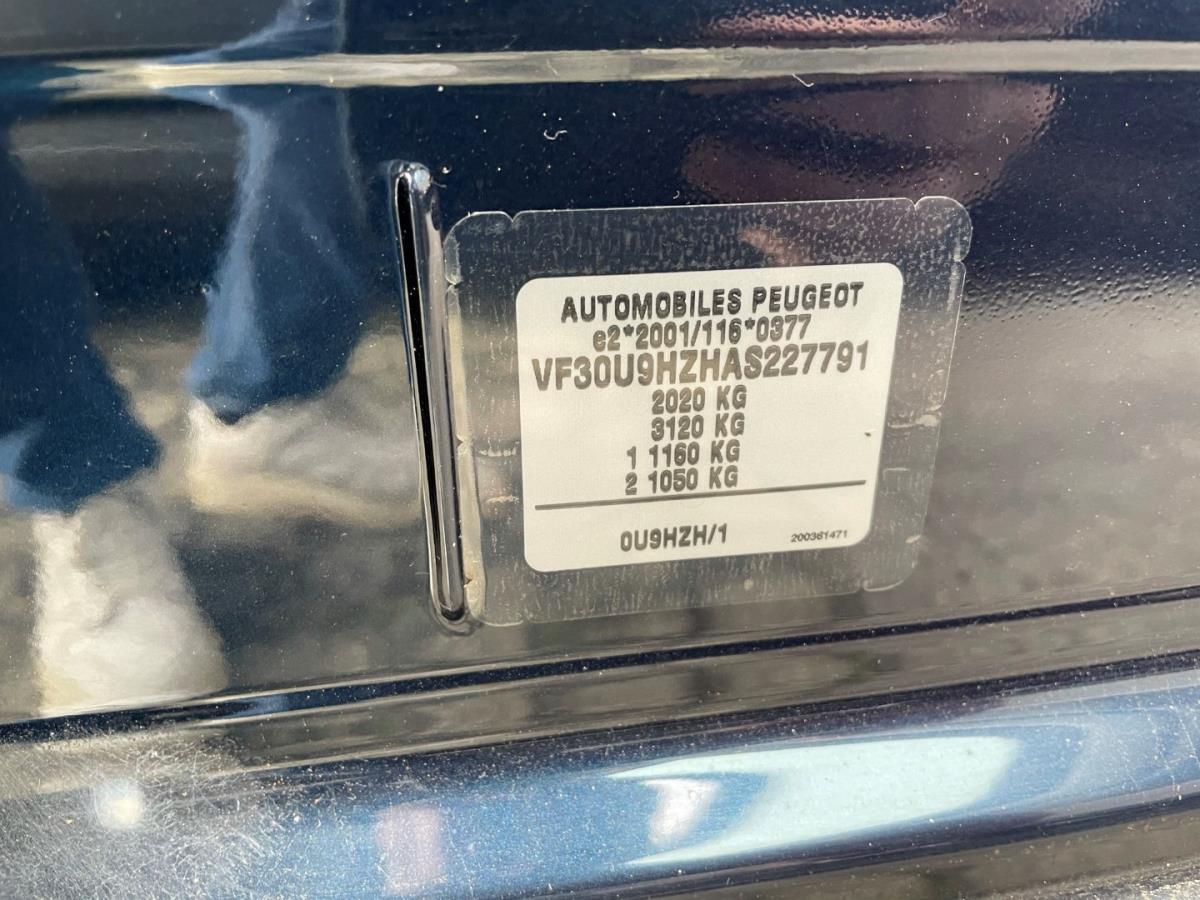 AUTOMOBILES PEUGEOT
e2*2001/116*0377
VF30U9HZHAS227791
2020 KG
3120 KG
1 1160 KG
2 1050 KG
0U9HZH/1
200361471